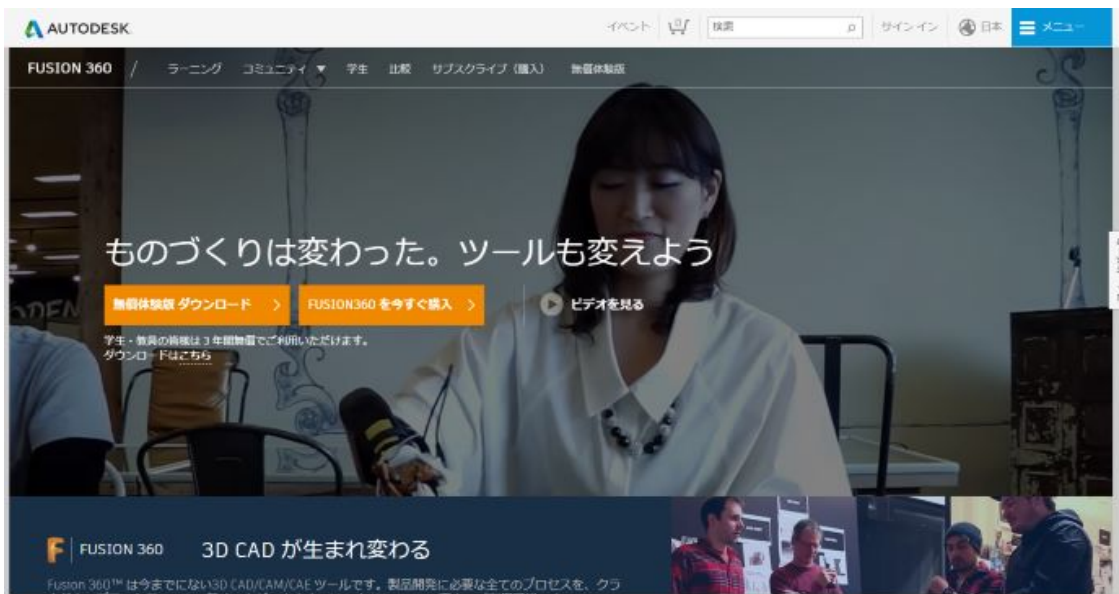 AUTODESK
イベント
検索
サインイン
日本
メニュー
FUSION 360 / ラーニング コミュニティ ▼ 学生 比較 サブスクライブ（購入） 無償体験版
ものづくりは変わった。ツールも変えよう
無償体験版 ダウンロード
FUSION360 を今すぐ購入
ビデオを見る
学生・教員の皆様は3年間無償でご利用いただけます。
ダウンロードはこちら
FUSION 360
3D CAD が生まれ変わる
Fusion 360™ は今までにない3D CAD/CAM/CAE ツールです。製品開発に必要な全てのプロセスを、クラ